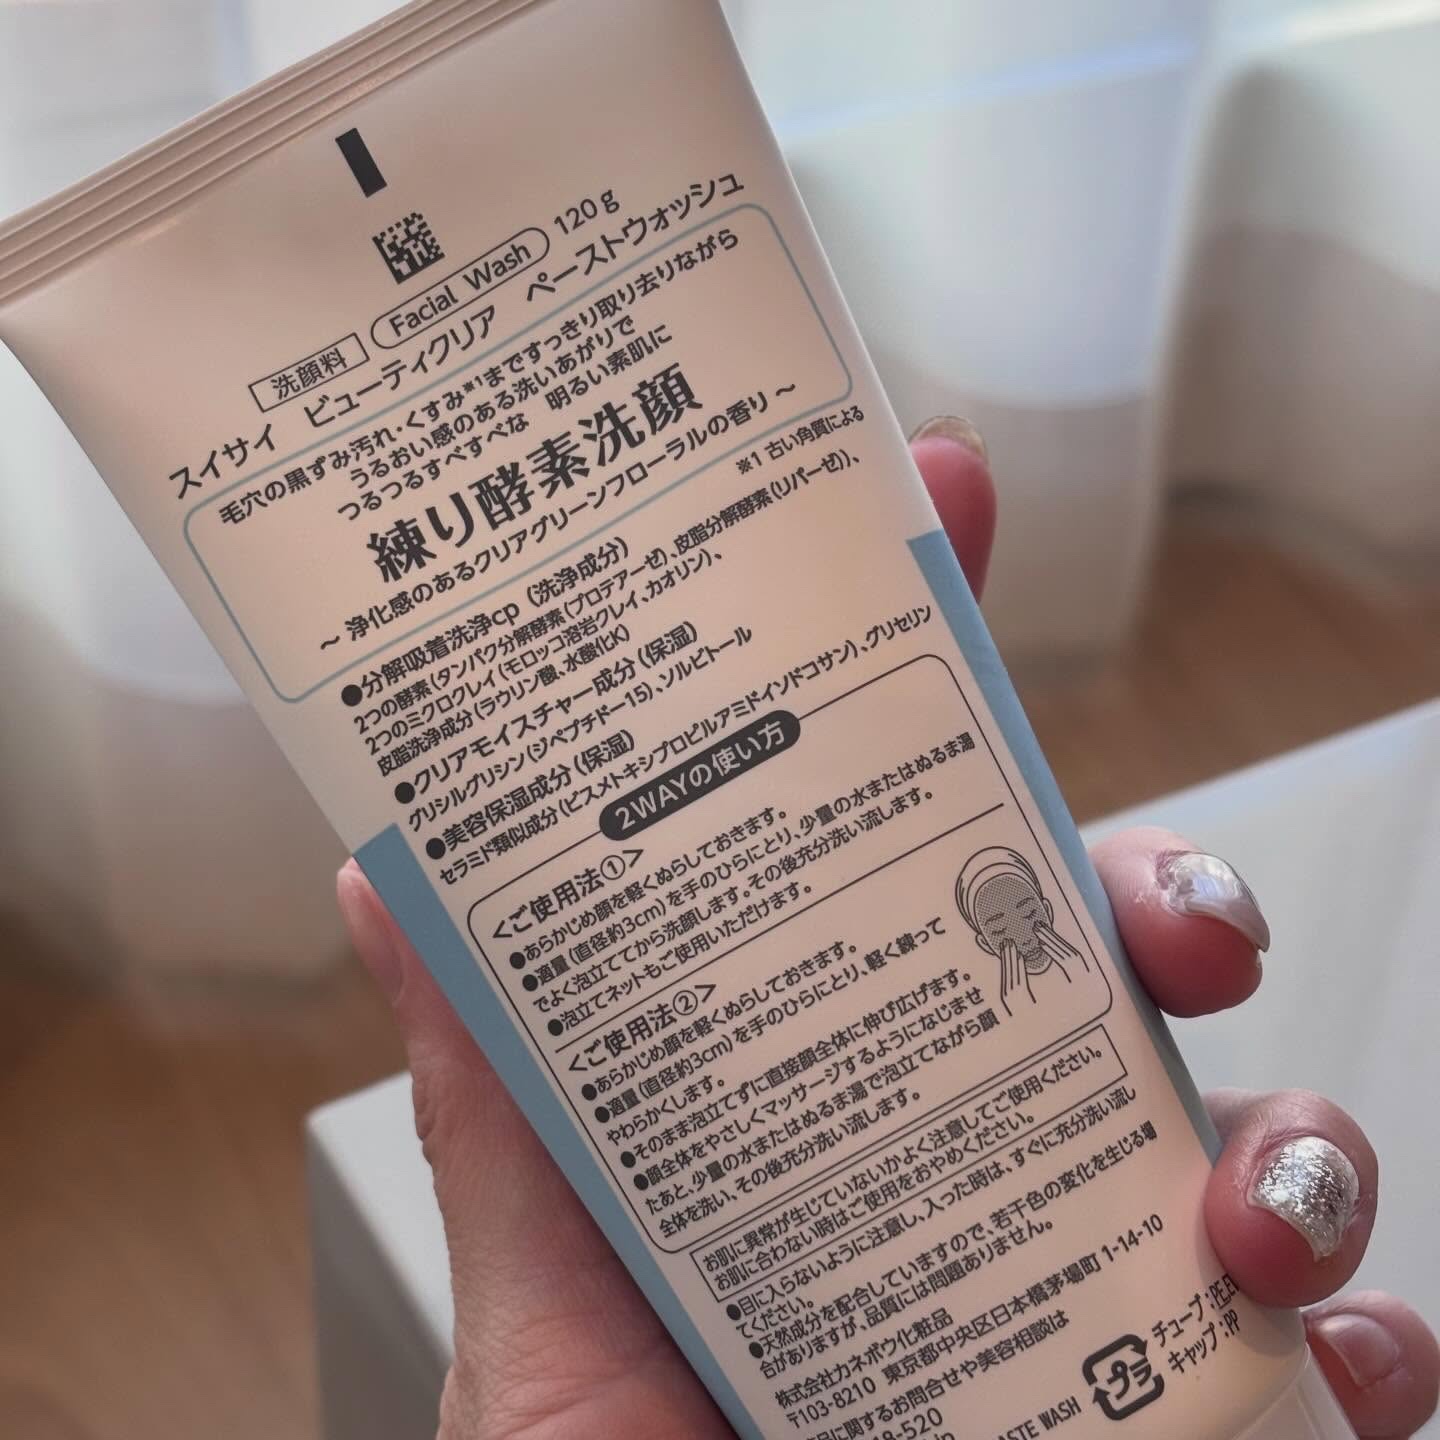 洗顔料 Facial Wash 120g
スイサイ ビューティクリア ペーストウォッシュ
毛穴の黒ずみ汚れ・くすみ※1まですっきり取り去りながら
うるおい感のある洗いあがりで
つるつるすべすべな 明るい素肌に
練り酵素洗顔
～ 浄化感のあるクリアグリーンフローラルの香り ～
※1 古い角質による
●分解吸着洗浄cp（洗浄成分）
2つの酵素（タンパク分解酵素（プロテアーゼ）、皮脂分解酵素（リパーゼ））、
2つのミクロクレイ（モロッコ溶岩クレイ、カオリン）、
皮脂洗浄成分（ラウリン酸、水酸化K）
●クリアモイスチャー成分（保湿）
グリシルグリシン（ジペプチドー15）、ソルビトール
●美容保湿成分（保湿）
セラミド類似成分（ビスメトキシプロピルアミドインドコサン）、グリセリン
2WAYの使い方
<ご使用法①>
●あらかじめ顔を軽くぬらしておきます。
●適量（直径約3cm）を手のひらにとり、少量の水またはぬるま湯
でよく泡立ててから洗顔します。その後充分洗い流します。
●泡立てネットもご使用いただけます。
<ご使用法②>
●あらかじめ顔を軽くぬらしておきます。
●適量（直径約3cm）を手のひらにとり、軽く練って
やわらかくします。
●そのまま泡立てずに直接顔全体に伸び広げます。
●顔全体をやさしくマッサージするようになじませ
たあと、少量の水またはぬるま湯で泡立てながら顔
全体を洗い、その後充分洗い流します。
お肌に異常が生じていないかよく注意してご使用ください。
お肌に合わない時はご使用をおやめください。
●目に入らないように注意し、入った時は、すぐに充分洗い流し
てください。
●天然成分を配合していますので、若干色の変化を生じる場
合がありますが、品質には問題ありません。
株式会社カネボウ化粧品
〒103-8210 東京都中央区日本橋茅場町 1-14-10
品に関するお問合せや美容相談は
8-520
プラ
チューブ：PE,E
キャップ：PP
ASTE WASH